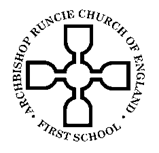 ARCHBISHOP RUNCIE CHURCH OF ENGLAND
· FIRST SCHOOL ·